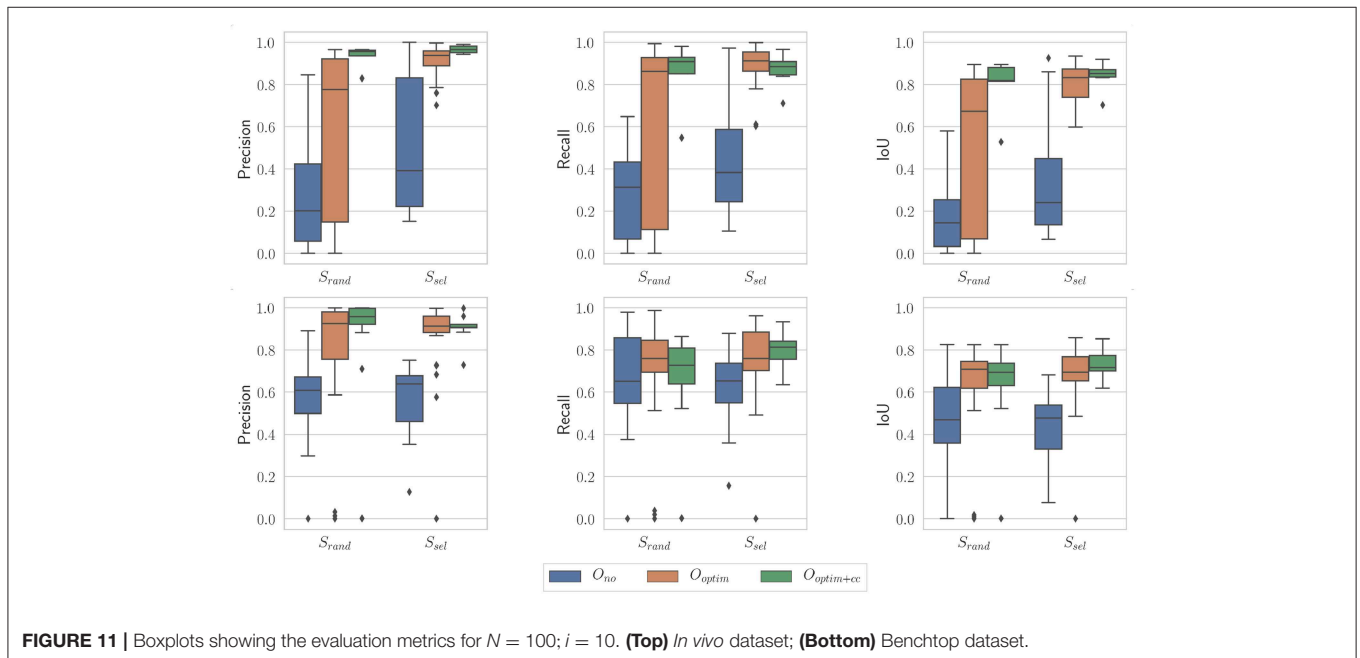 1.0
0.8
0.6
0.4
0.2
0.0
Precision
S_rand S_sel
1.0
0.8
0.6
0.4
0.2
0.0
Recall
S_rand S_sel
1.0
0.8
0.6
0.4
0.2
0.0
IoU
S_rand S_sel
1.0
0.8
0.6
0.4
0.2
0.0
Precision
S_rand S_sel
1.0
0.8
0.6
0.4
0.2
0.0
Recall
S_rand S_sel
1.0
0.8
0.6
0.4
0.2
0.0
IoU
S_rand S_sel
O_no O_optim O_optim+cc
FIGURE 11 | Boxplots showing the evaluation metrics for N = 100; i = 10. (Top) In vivo dataset; (Bottom) Benchtop dataset.